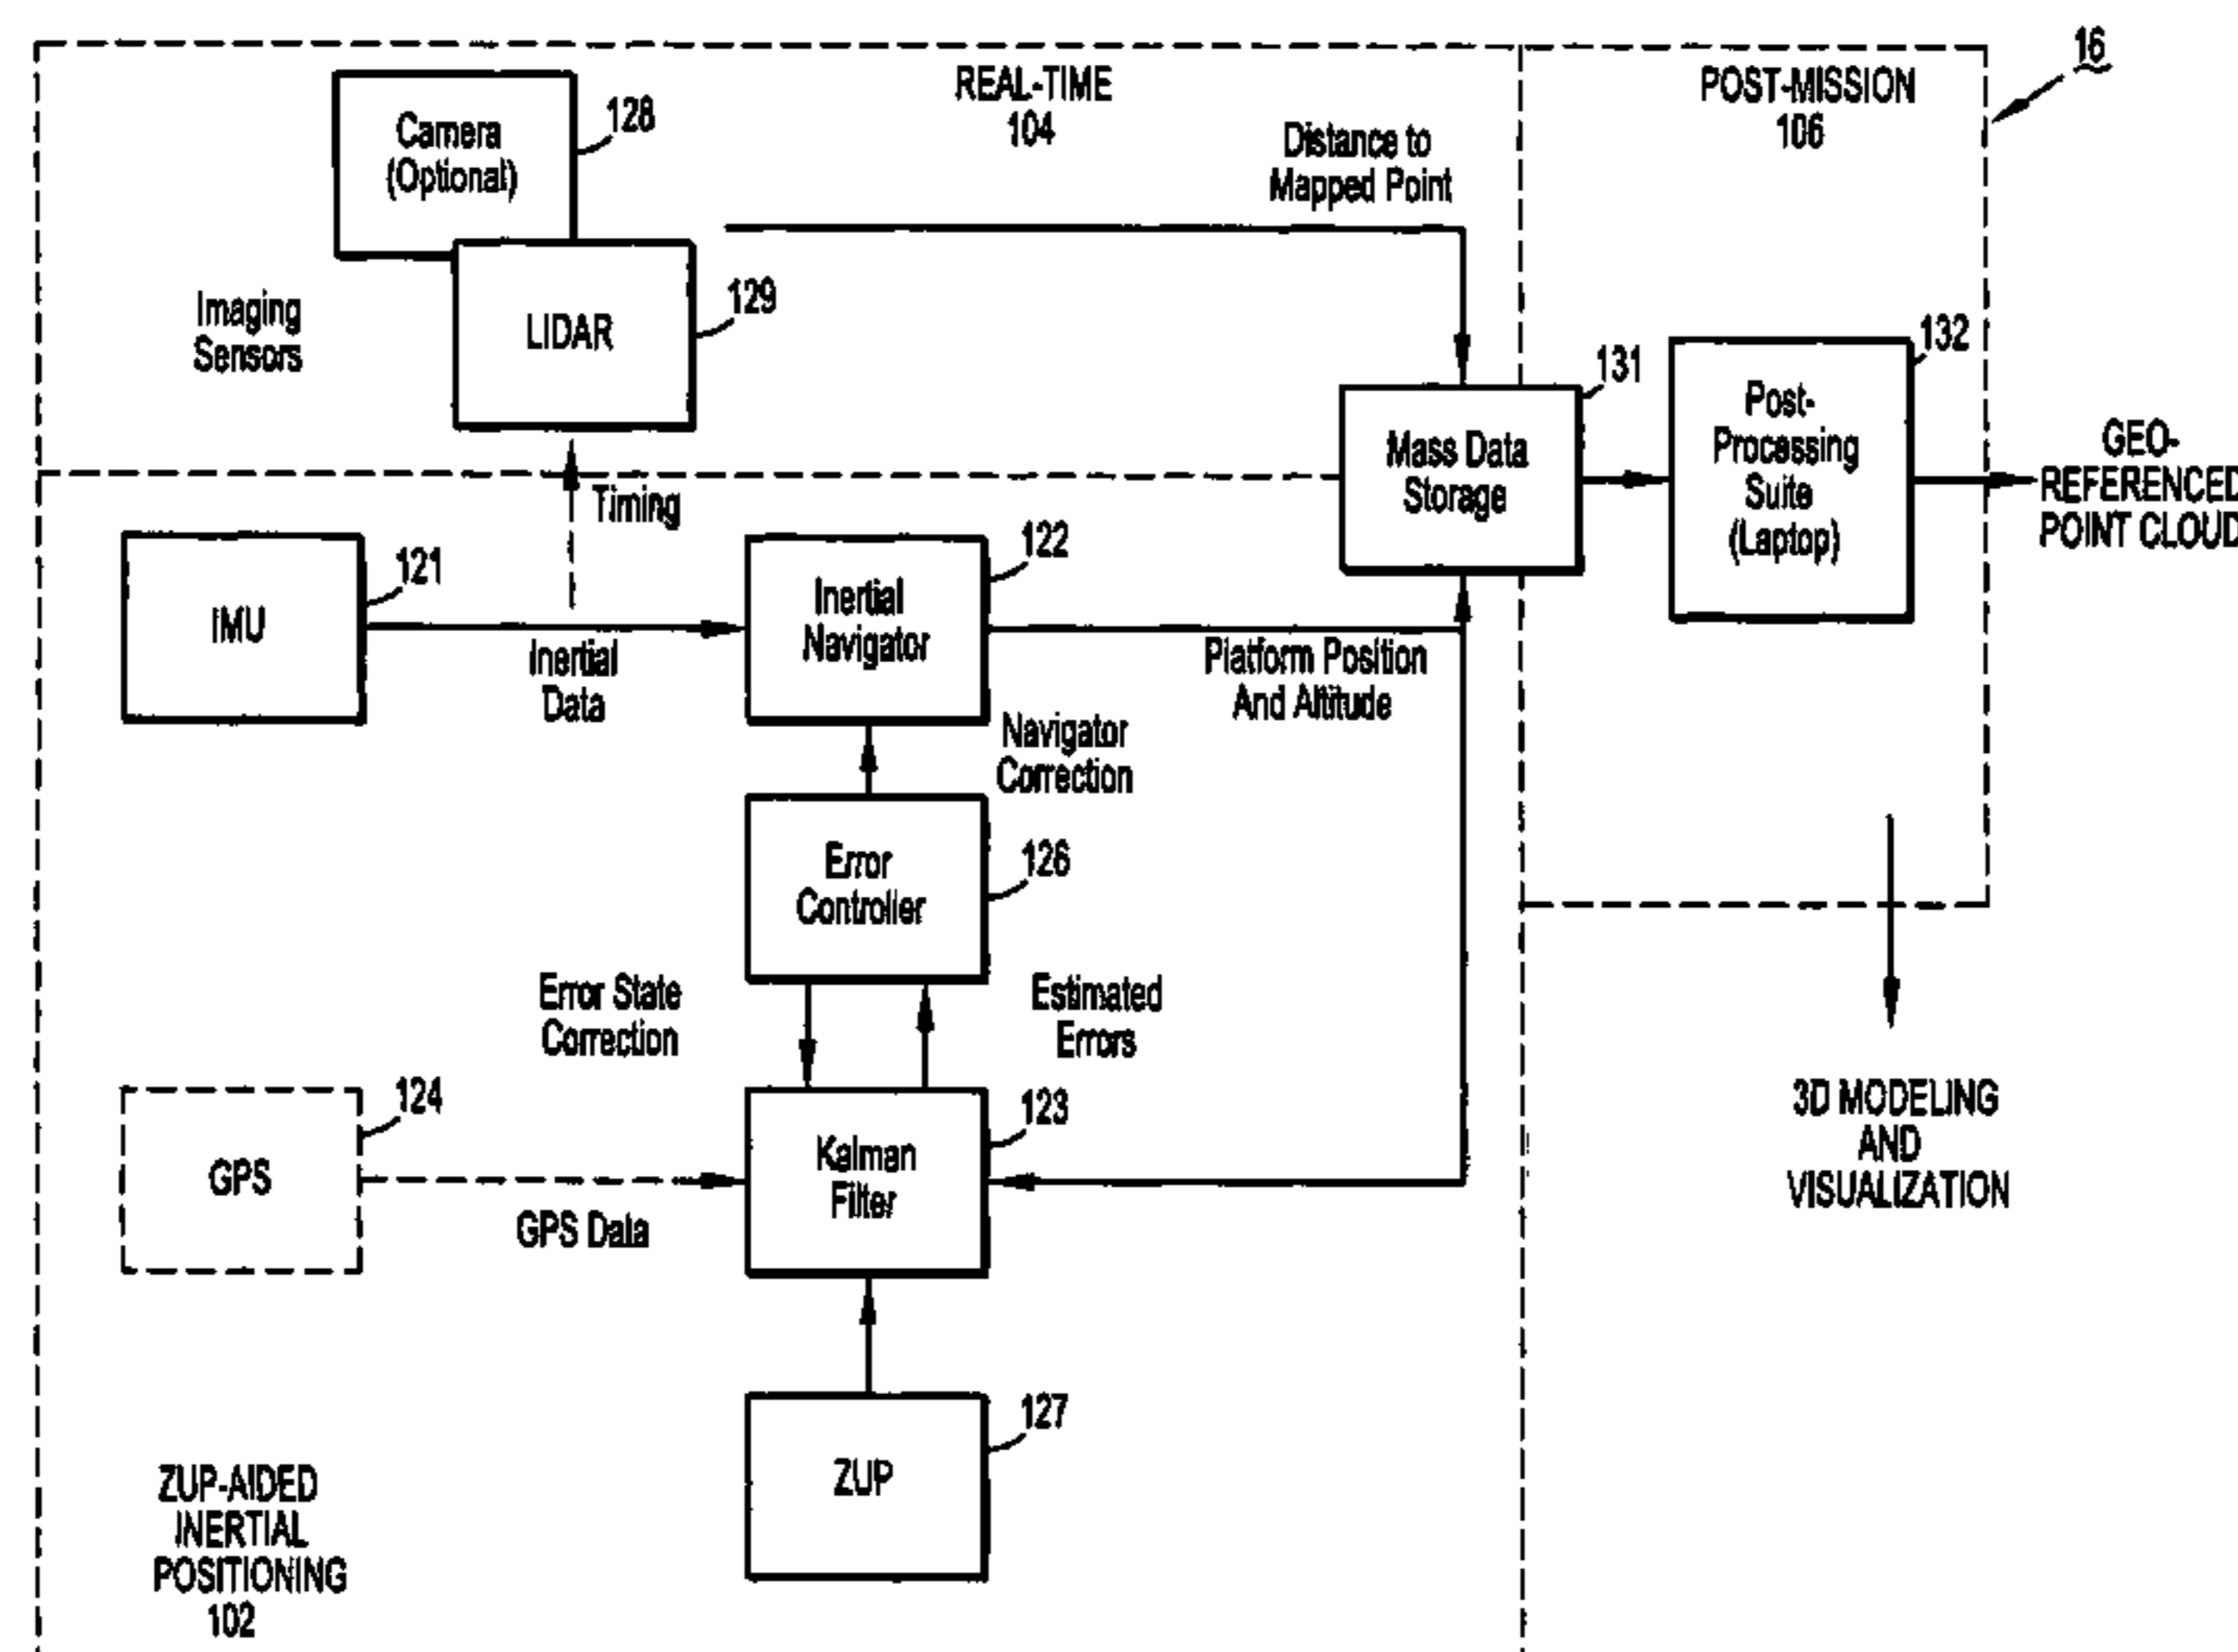 16
REAL-TIME
104
POST-MISSION
106
Camera
(Optional)
128
Distance to
Mapped Point
Imaging
Sensors
LIDAR
129
131
132
Mass Data
Storage
Post-
Processing
Suite
(Laptop)
GEO-
REFERENCED
POINT CLOUD
Timing
IMU
121
Inertial
Data
Inertial
Navigator
122
Platform Position
And Altitude
Navigator
Correction
Error
Controller
126
Error State
Correction
Estimated
Errors
GPS
124
GPS Data
Kalman
Filter
123
3D MODELING
AND
VISUALIZATION
ZUP
127
ZUP-AIDED
INERTIAL
POSITIONING
102